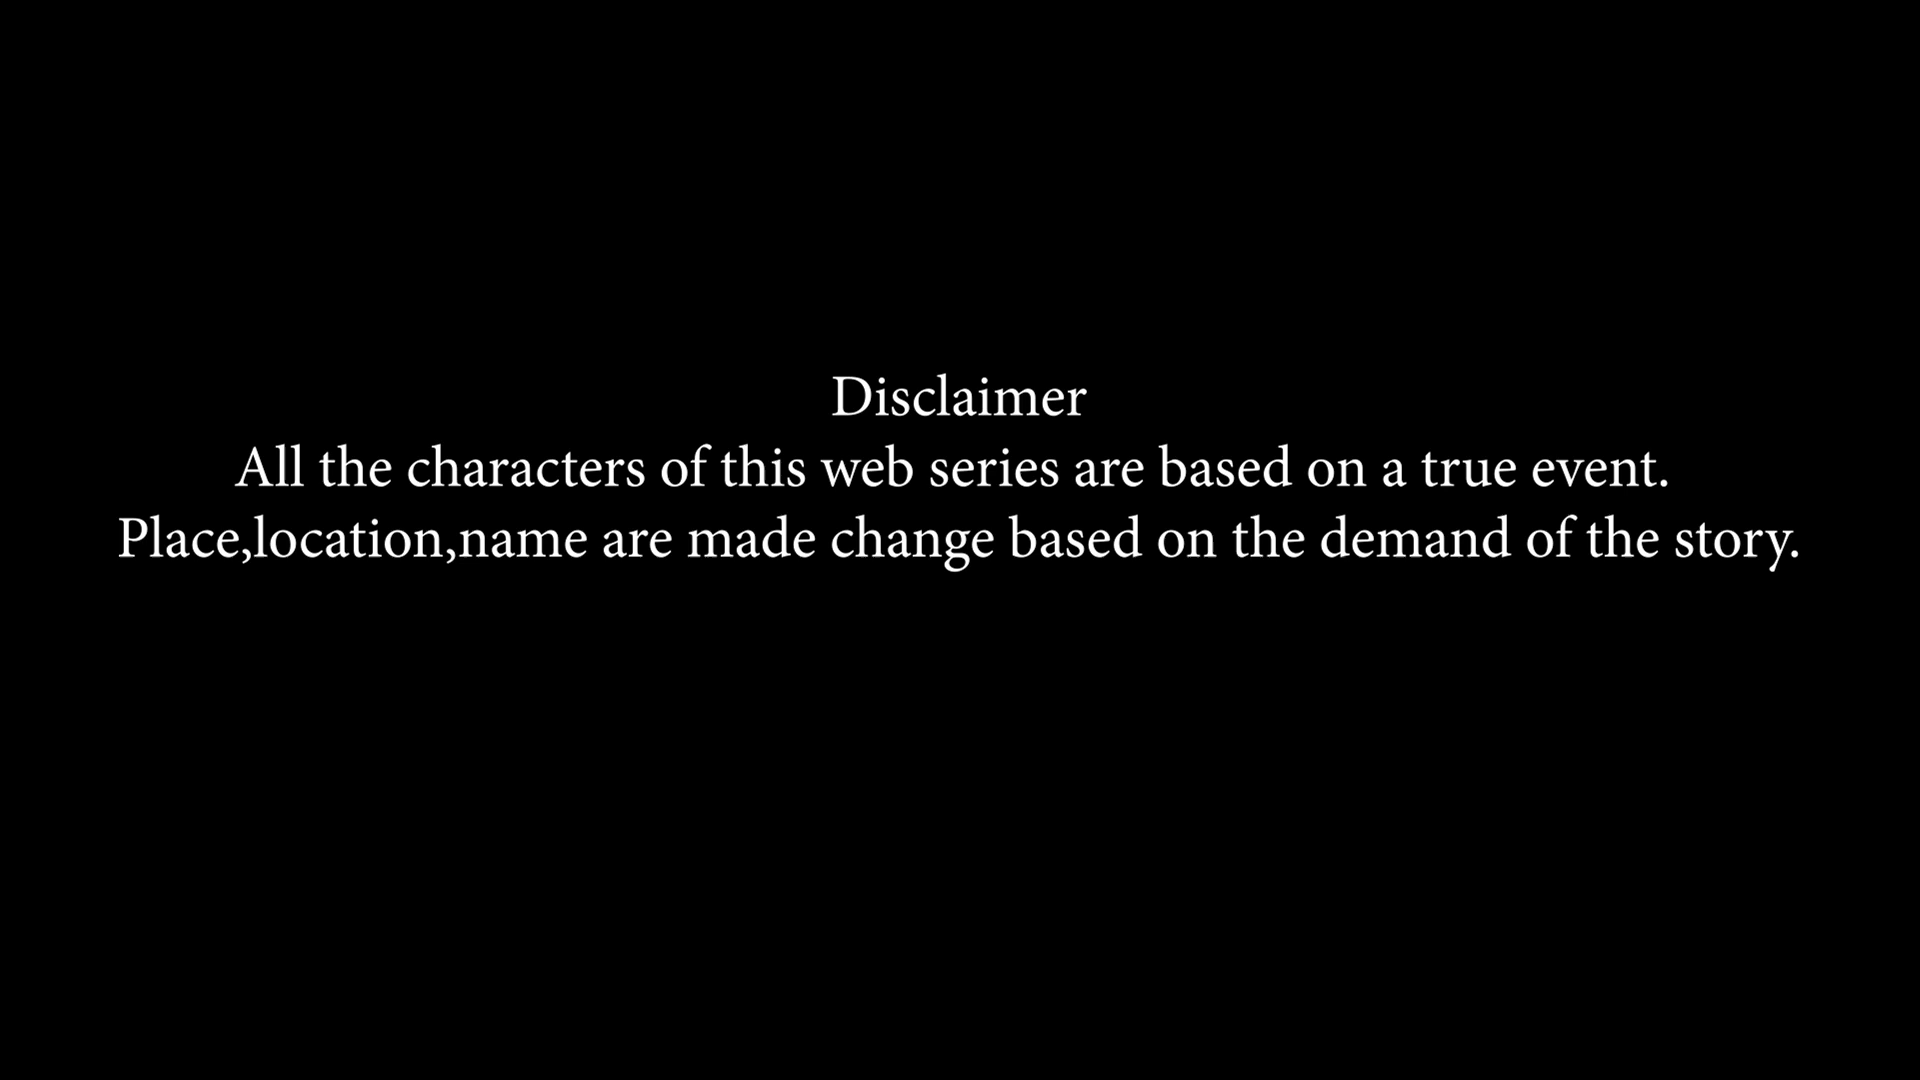 Disclaimer
All the characters of this web series are based on a true event.
Place,location,name are made change based on the demand of the story.